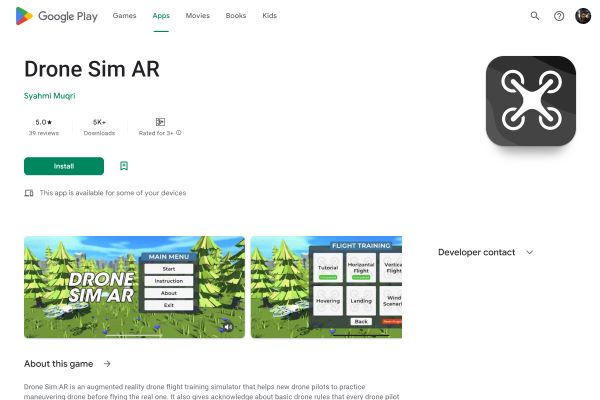 Google Play Games Apps Movies Books Kids
Drone Sim AR
Syahmi Muqri
5.0★ 5K+ 3+
39 reviews Downloads Rated for 3+
Install
This app is available for some of your devices
DRONE
SIM AR
MAIN MENU
Start
Instruction
About
Exit
FLIGHT TRAINING
Tutorial Horizontal Flight Vertical Flight
Hovering Landing Wind
Back
Developer contact
About this game
Drone Sim AR is an augmented reality drone flight training simulator that helps new drone pilots to practice
maneuvering drone before flying the real one. It also gives acknowledge about basic drone rules that every drone pilot